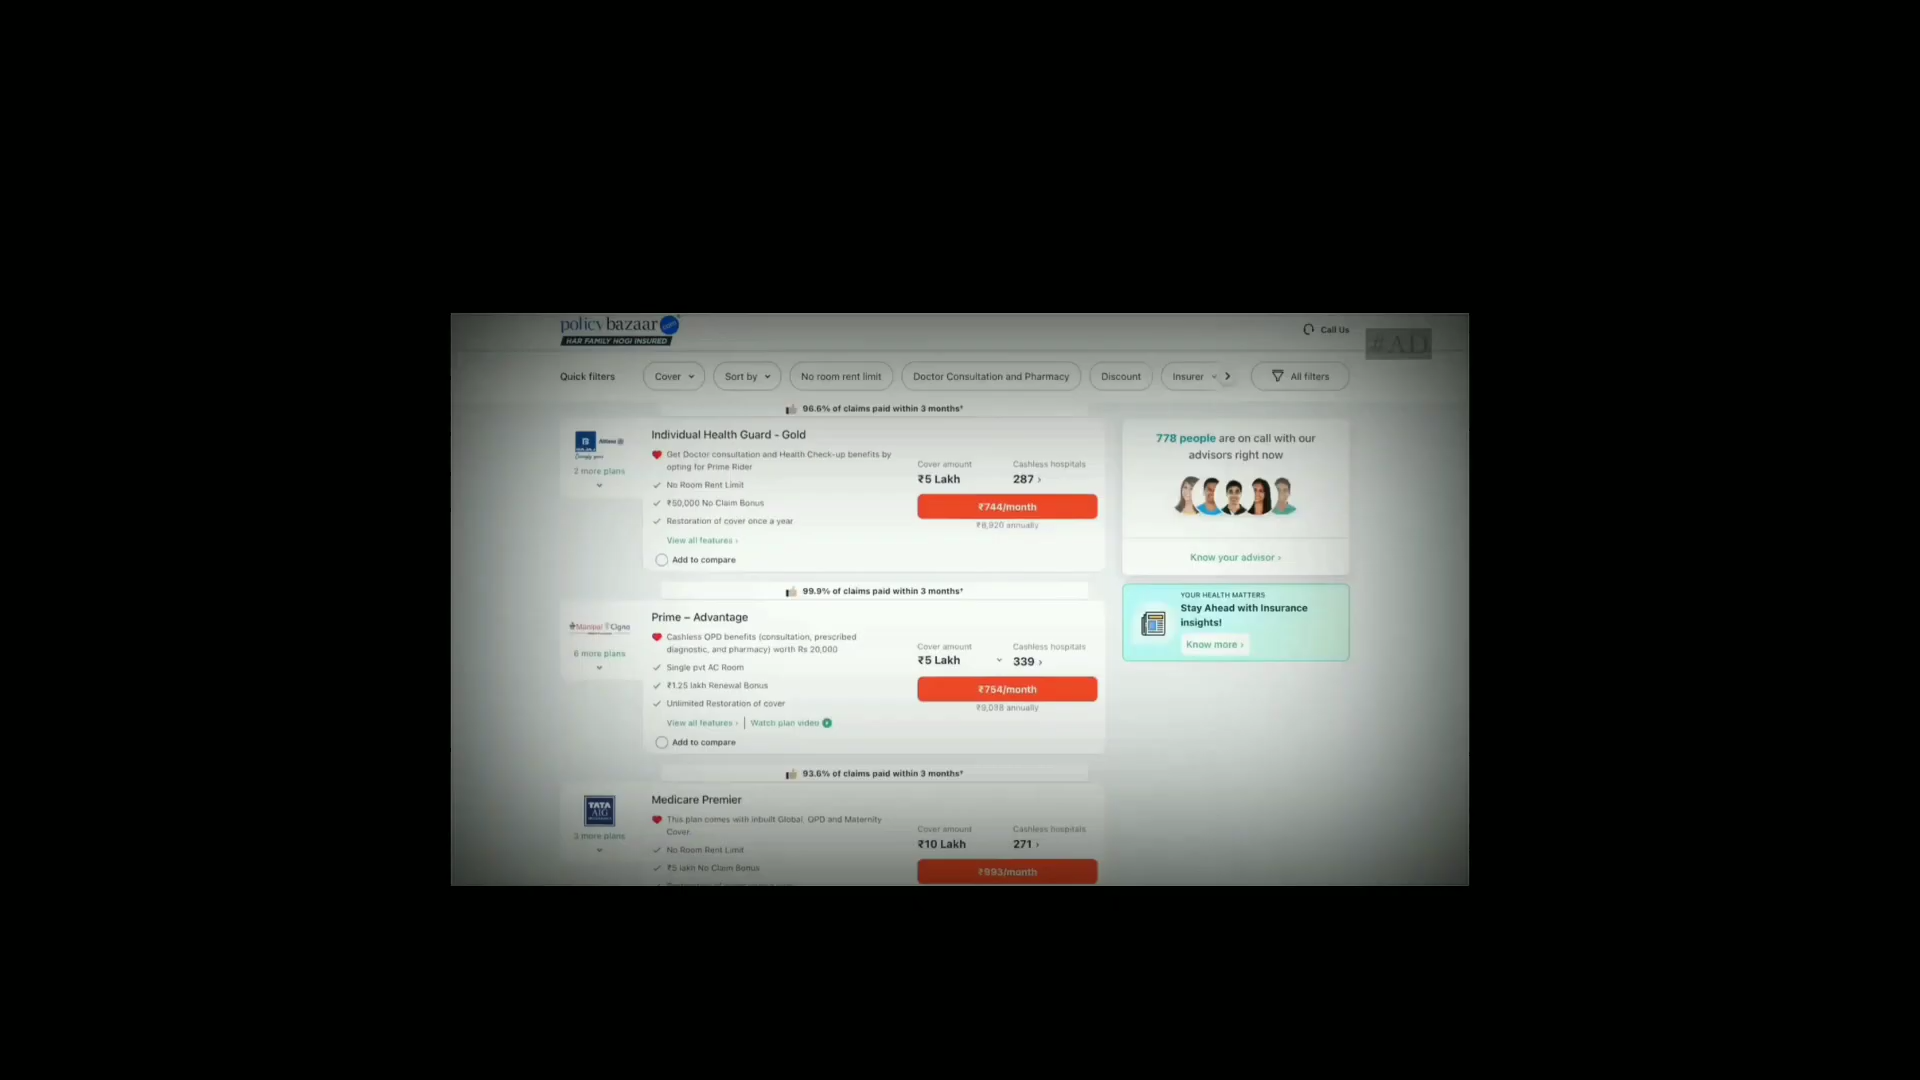 policybazaar.com
HAR FAMILY HOGI INSURED
Call Us
#AD
Quick filters
Cover
Sort by
No room rent limit
Doctor Consultation and Pharmacy
Discount
Insurer
All filters
96.6% of claims paid within 3 months*
Allianz
2 more plans
Individual Health Guard - Gold
Get Doctor consultation and Health Check-up benefits by
opting for Prime Rider
No Room Rent Limit
₹50,000 No Claim Bonus
Restoration of cover once a year
View all features ›
Add to compare
Cover amount
₹5 Lakh
Cashless hospitals
287 ›
₹744/month
₹8,920 annually
778 people are on call with our
advisors right now
Know your advisor ›
YOUR HEALTH MATTERS
Stay Ahead with Insurance
insights!
Know more ›
99.9% of claims paid within 3 months*
ManipalCigna
6 more plans
Prime – Advantage
Cashless OPD benefits (consultation, prescribed
diagnostic, and pharmacy) worth Rs 20,000
Single pvt AC Room
₹1.25 lakh Renewal Bonus
Unlimited Restoration of cover
View all features › | Watch plan video
Add to compare
Cover amount
₹5 Lakh
Cashless hospitals
339 ›
₹754/month
₹9,038 annually
93.6% of claims paid within 3 months*
TATA
AIG
3 more plans
Medicare Premier
This plan comes with inbuilt Global, OPD and Maternity
Cover
No Room Rent Limit
₹5 lakh No Claim Bonus
Cover amount
₹10 Lakh
Cashless hospitals
271 ›
₹993/month